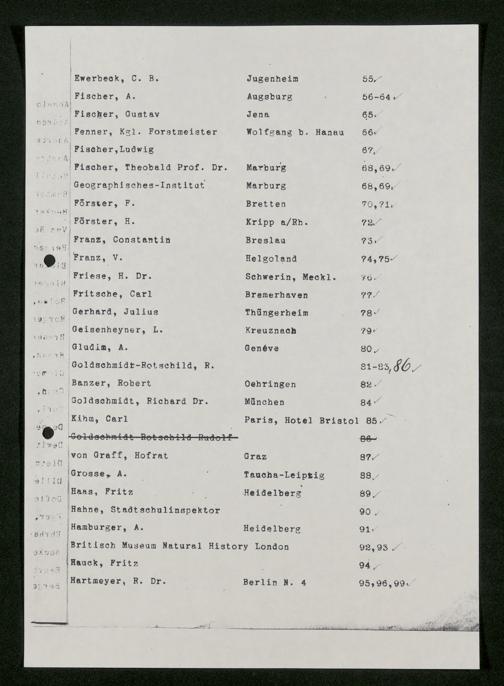 Ewerbeck, C. B. Jugenheim 55.
Fischer, A. Augsburg 56-64.
Fischer, Gustav Jena 65.
Fenner, Kgl. Forstmeister Wolfgang b. Hanau 66
Fischer,Ludwig 67.
Fischer, Theobald Prof. Dr. Marburg 68,69.
Geographisches-Institut Marburg 68,69.
Förster, F. Bretten 70,71.
Förster, H. Kripp a/Rh. 72
Franz, Constantin Breslau 73.
Franz, V. Helgoland 74,75
Friese, H. Dr. Schwerin, Meckl. 76.
Fritsche, Carl Bremerhaven 77
Gerhard, Julius Thüngerheim 78
Geisenheyner, L. Kreuznach 79
Gludim, A. Genéve 80.
Goldschmidt-Rotschild, R. 81-83,86
Banzer, Robert Oehringen 82
Goldschmidt, Richard Dr. München 84
Kihm, Carl Paris, Hotel Bristol 85.
Goldschmidt Rotschild Rudolf 86
von Graff, Hofrat Graz 87.
Grosse, A. Taucha-Leipzig 88.
Haas, Fritz Heidelberg 89.
Hahne, Stadtschulinspektor 90.
Hamburger, A. Heidelberg 91.
Britisch Museum Natural History London 92,93
Hauck, Fritz 94
Hartmeyer, R. Dr. Berlin N. 4 95,96,99.